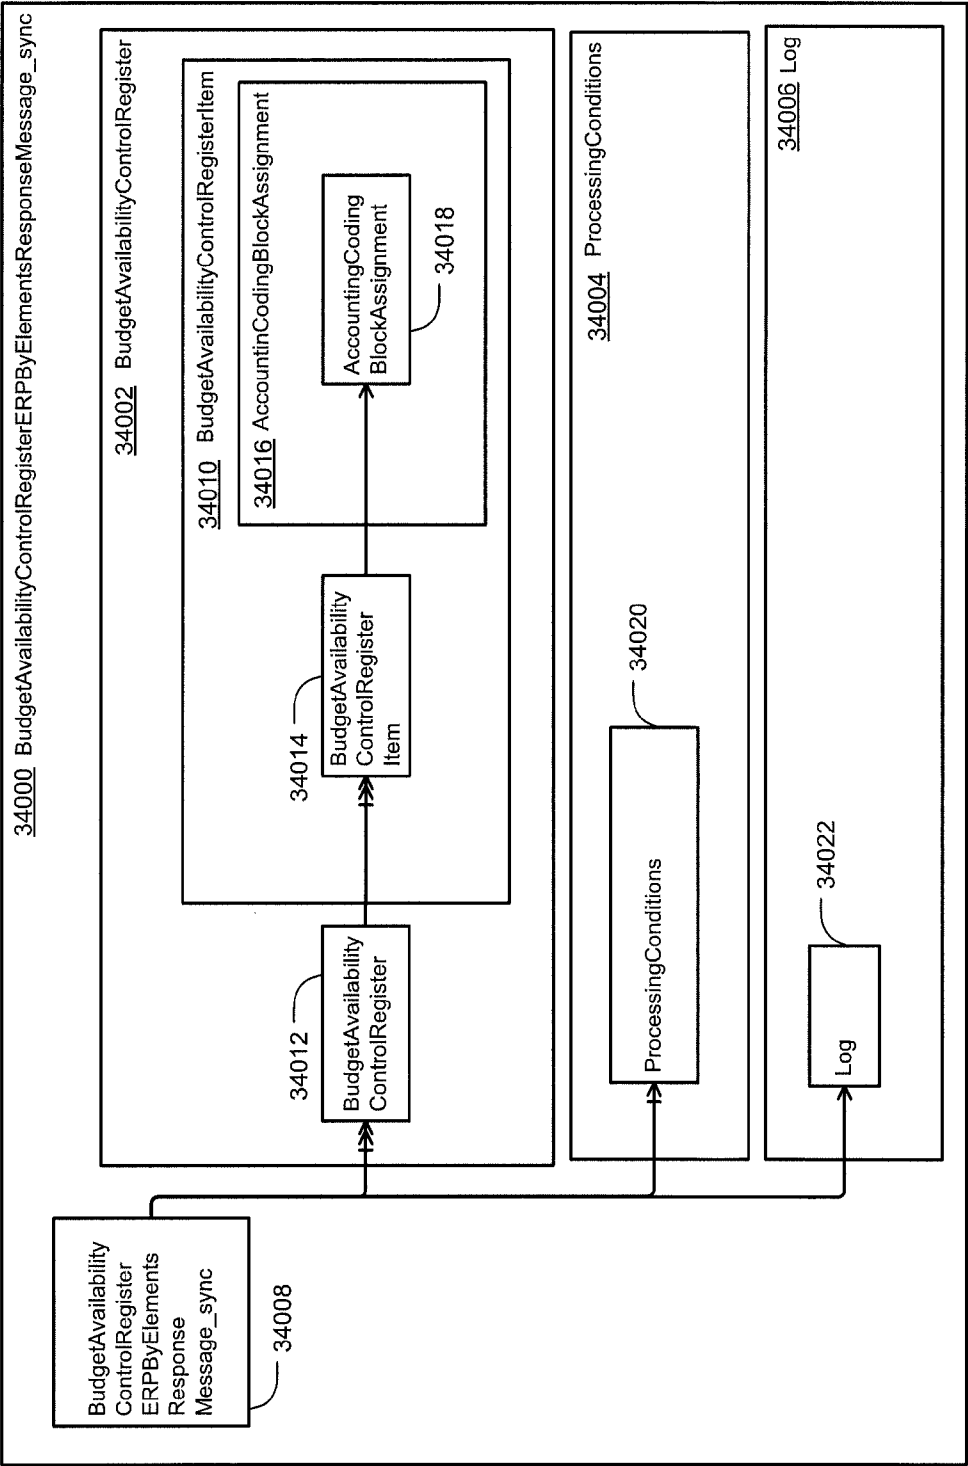 34000 BudgetAvailabilityControlRegisterERPByElementsResponseMessage_sync
BudgetAvailability
ControlRegister
ERPByElements
Response
Message_sync
34008
34002 BudgetAvailabilityControlRegister
34012
BudgetAvailability
ControlRegister
34010 BudgetAvailabilityControlRegisterItem
34014
BudgetAvailability
ControlRegister
Item
34016 AccountinCodingBlockAssignment
AccountingCoding
BlockAssignment
34018
34004 ProcessingConditions
ProcessingConditions
34020
34006 Log
Log
34022